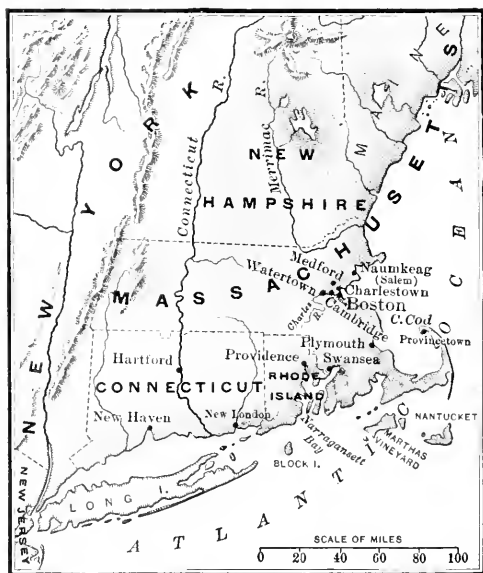 NEW YORK
Connecticut R.
Merrimac R.
NEW
HAMPSHIRE
MAINE
MASSACHUSETTS
Medford
Naumkeag
(Salem)
Watertown
Charlestown
Boston
Cambridge
Charles R.
C. Cod
Provincetown
Plymouth
Hartford
Providence
Swansea
CONNECTICUT
RHODE
ISLAND
New Haven
New London
Narragansett
Bay
NANTUCKET
MARTHAS
VINEYARD
BLOCK I.
LONG I.
NEW JERSEY
ATLANTIC OCEAN
SCALE OF MILES
0 20 40 60 80 100